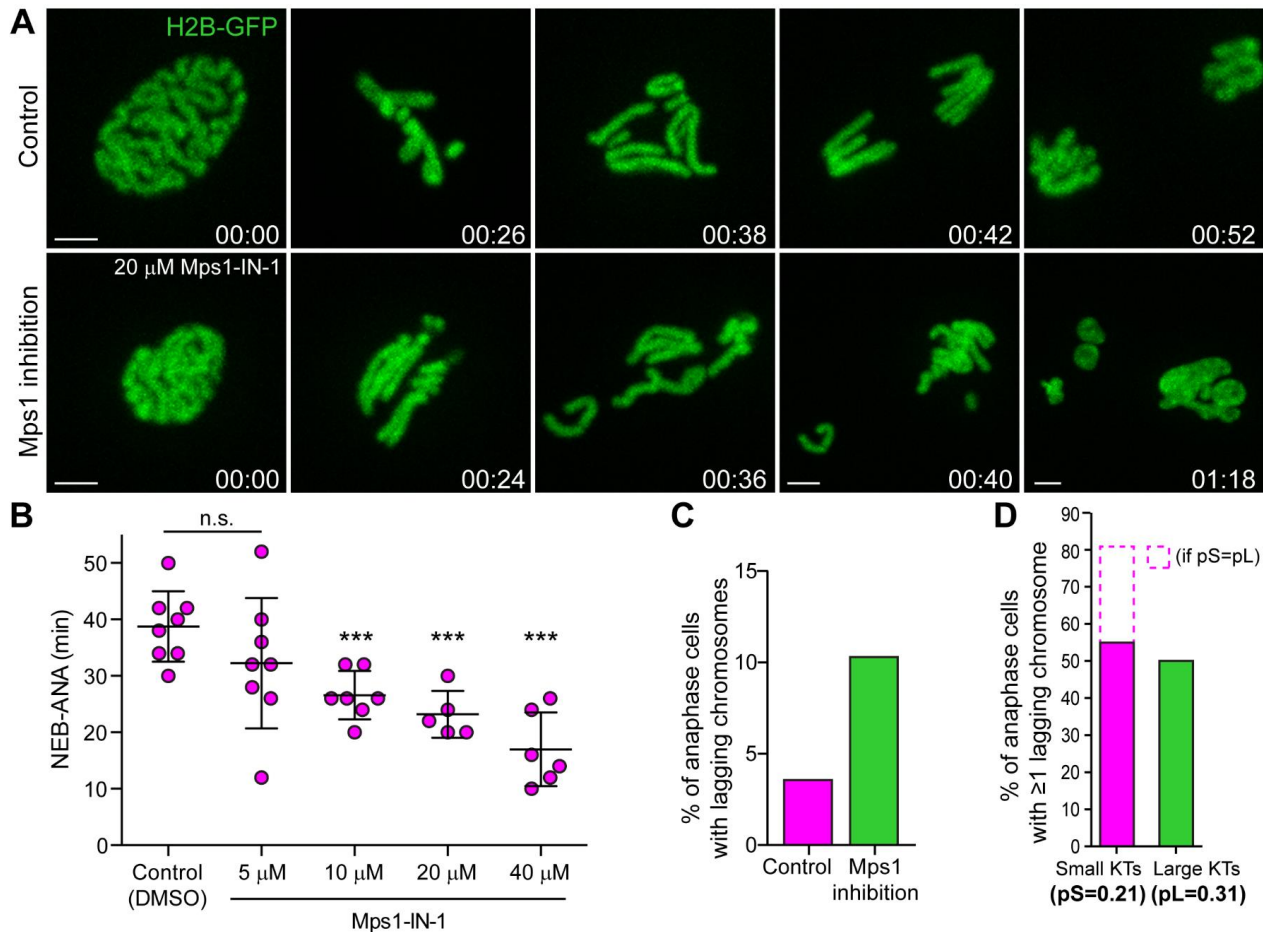 A
H2B-GFP
Control
00:00
00:26
00:38
00:42
00:52
Mps1 inhibition
20 μM Mps1-IN-1
00:00
00:24
00:36
00:40
01:18
B
n.s.
***
***
***
NEB-ANA (min)
50
40
30
20
10
0
Control
(DMSO)
5 μM
10 μM
20 μM
40 μM
Mps1-IN-1
C
% of anaphase cells
with lagging chromosomes
15
10
5
0
Control
Mps1
inhibition
D
% of anaphase cells
with ≥1 lagging chromosome
90
80
70
60
50
40
30
20
10
0
(if pS=pL)
Small KTs
(pS=0.21)
Large KTs
(pL=0.31)